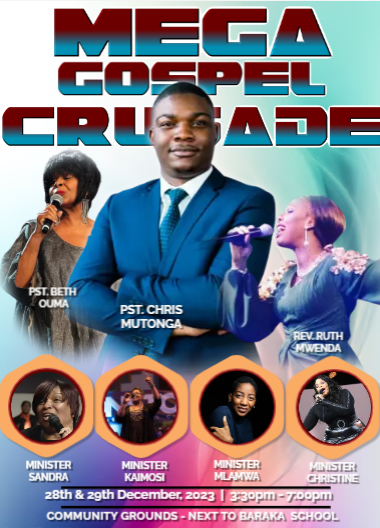 MEGA
GOSPEL
CRUSADE
PST. BETH
OUMA
PST. CHRIS
MUTONGA
REV. RUTH
MWENDA
MINISTER
SANDRA
MINISTER
KAIMOSI
MINISTER
MLAMWA
MINISTER
CHRISTINE
28th & 29th December, 2023 | 3:30pm - 7:00pm
COMMUNITY GROUNDS - NEXT TO BARAKA SCHOOL